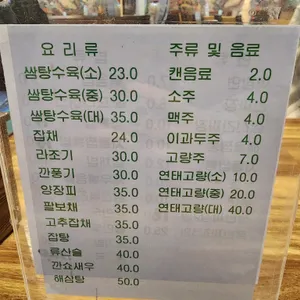 요 리 류
쌈탕수육(소) 23.0
쌈탕수육(중) 30.0
쌈탕수육(대) 35.0
잡채 24.0
라조기 30.0
깐풍기 30.0
양장피 35.0
팔보채 35.0
고추잡채 35.0
잡탕 35.0
류산슬 40.0
깐쇼새우 40.0
해삼탕 50.0
주류 및 음료
캔음료 2.0
소주 4.0
맥주 4.0
이과두주 4.0
고량주 7.0
연태고량(소) 10.0
연태고량(중) 20.0
연태고량(대) 40.0